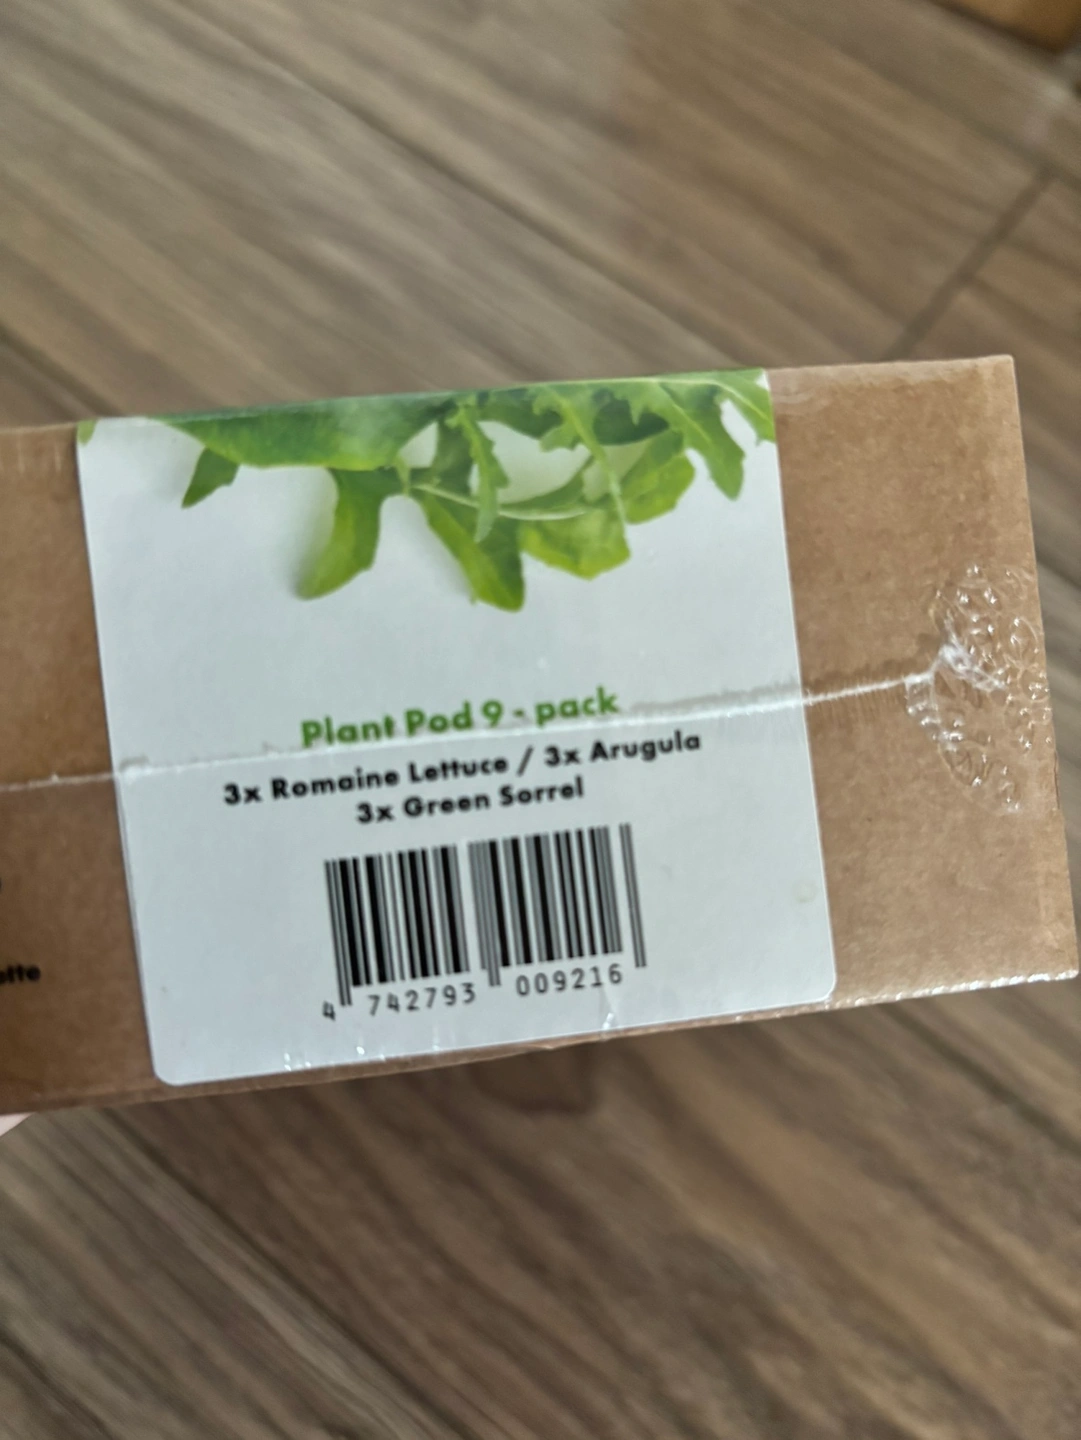 Plant Pod 9 - pack
3x Romaine Lettuce / 3x Arugula
3x Green Sorrel
4 742793 009216